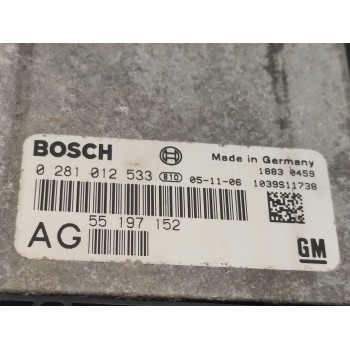 BOSCH Made in Germany
1883 0459
0 281 012 533 810 05-11-06 1039S11738
55 197 152
AG GM